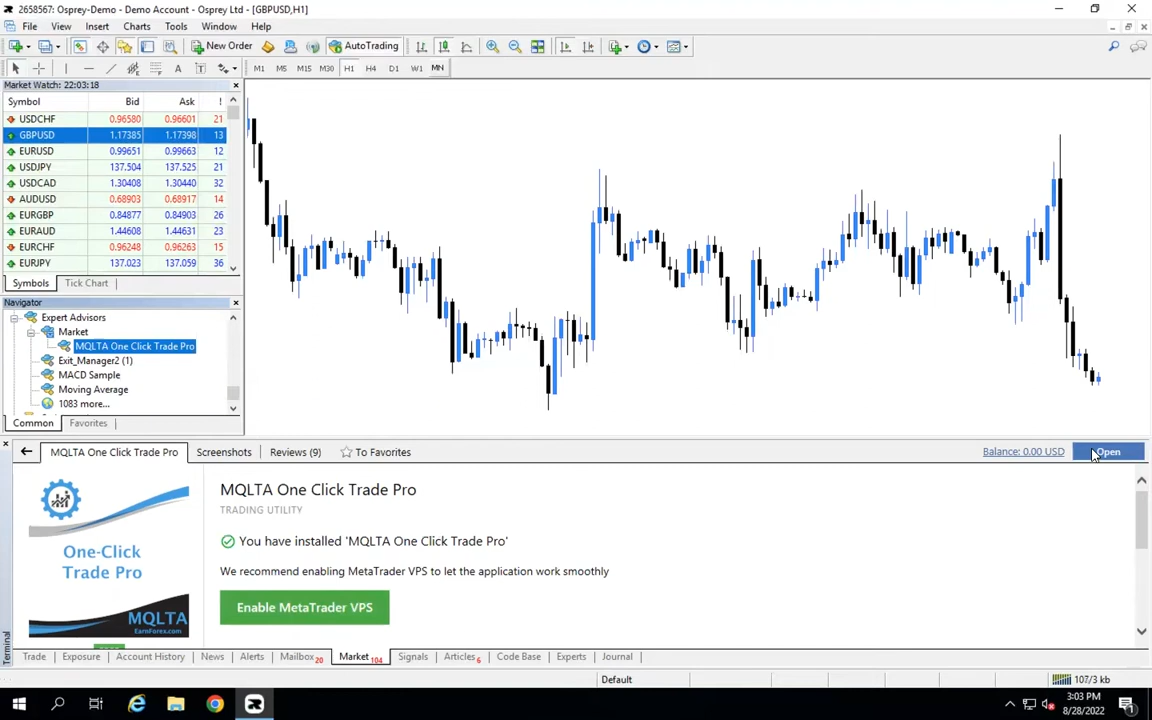 2658567: Osprey-Demo - Demo Account - Osprey Ltd - [GBPUSD,H1]
File View Insert Charts Tools Window Help
New Order AutoTrading
A T M1 M5 M15 M30 H1 H4 D1 W1 MN
Market Watch: 22:03:18
Symbol Bid Ask !
USDCHF 0.96580 0.96601 21
GBPUSD 1.17385 1.17398 13
EURUSD 0.99651 0.99663 12
USDJPY 137.504 137.525 21
USDCAD 1.30408 1.30440 32
AUDUSD 0.68903 0.68917 14
EURGBP 0.84877 0.84903 26
EURAUD 1.44608 1.44631 23
EURCHF 0.96248 0.96263 15
EURJPY 137.023 137.059 36
Symbols Tick Chart
Navigator
Expert Advisors
Market
MQLTA One Click Trade Pro
Exit_Manager2 (1)
MACD Sample
Moving Average
1083 more...
Common Favorites
MQLTA One Click Trade Pro Screenshots Reviews (9) To Favorites Balance: 0.00 USD Open
One-Click
Trade Pro
MQLTA
EarnForex.com
MQLTA One Click Trade Pro
TRADING UTILITY
You have installed 'MQLTA One Click Trade Pro'
We recommend enabling MetaTrader VPS to let the application work smoothly
Enable MetaTrader VPS
Terminal
Trade Exposure Account History News Alerts Mailbox 20 Market 104 Signals Articles 6 Code Base Experts Journal
Default 107/3 kb
3:03 PM
8/28/2022
1